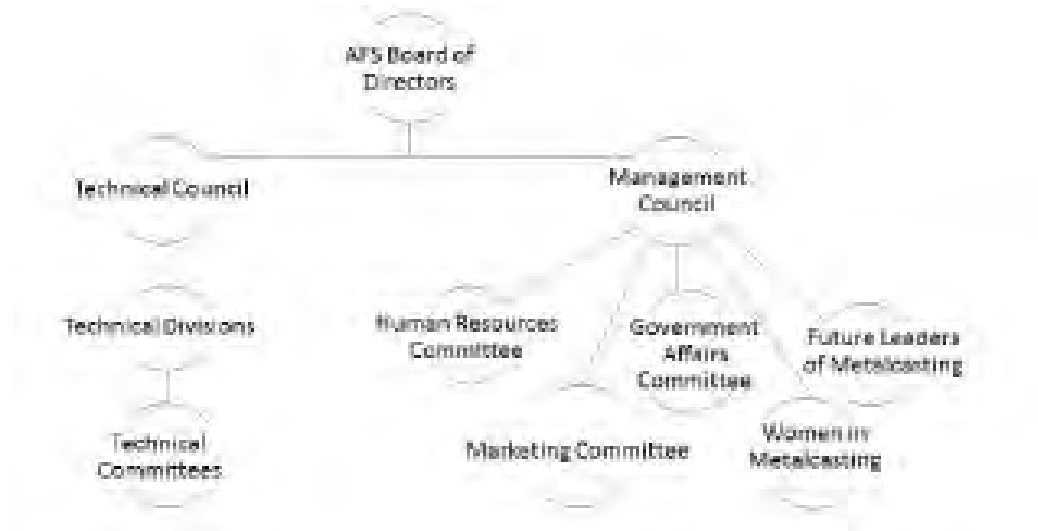 AFS Board of
Directors
Technical Council
Management
Council
Technical Divisions
Human Resources
Committee
Government
Affairs
Committee
Future Leaders
of Metalcasting
Technical
Committees
Marketing Committee
Women in
Metalcasting